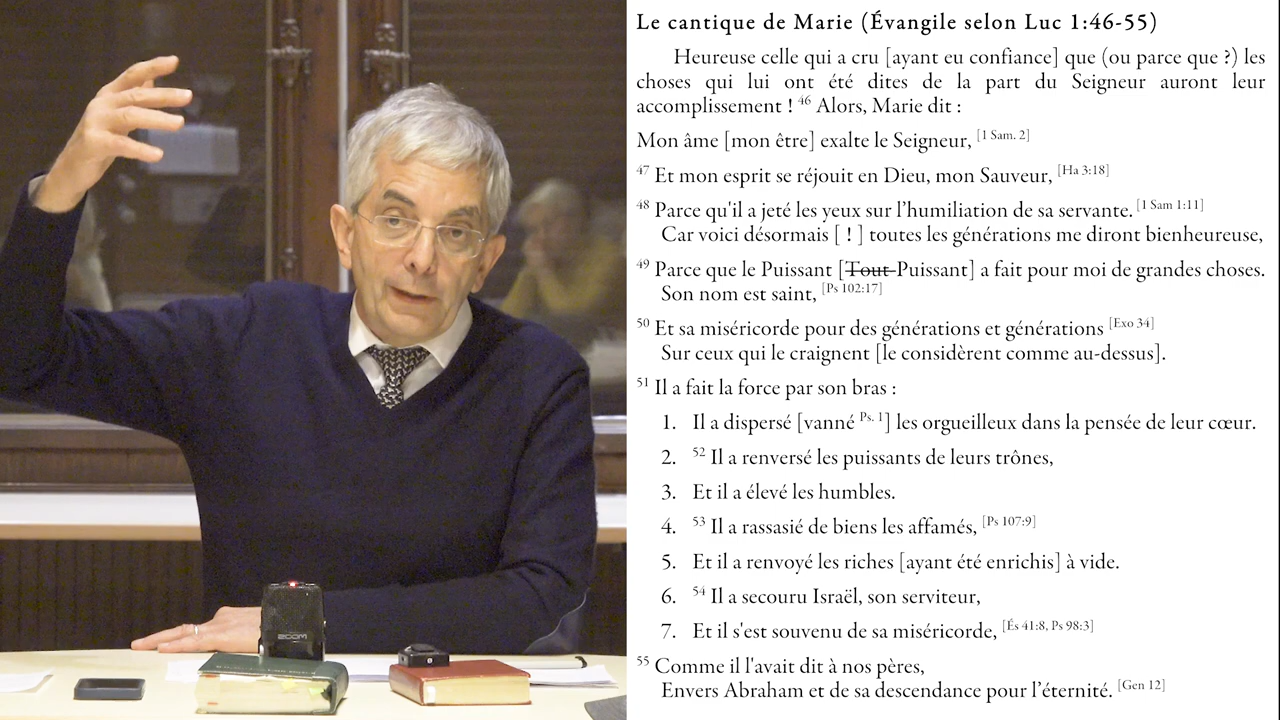 Le cantique de Marie (Évangile selon Luc 1:46-55)
Heureuse celle qui a cru [ayant eu confiance] que (ou parce que ?) les
choses qui lui ont été dites de la part du Seigneur auront leur
accomplissement ! 46 Alors, Marie dit :
Mon âme [mon être] exalte le Seigneur, [1 Sam. 2]
47 Et mon esprit se réjouit en Dieu, mon Sauveur, [Ha 3:18]
48 Parce qu'il a jeté les yeux sur l'humiliation de sa servante. [1 Sam 1:11]
Car voici désormais [ ! ] toutes les générations me diront bienheureuse,
49 Parce que le Puissant [Tout-Puissant] a fait pour moi de grandes choses.
Son nom est saint, [Ps 102:17]
50 Et sa miséricorde pour des générations et générations [Exo 34]
Sur ceux qui le craignent [le considèrent comme au-dessus].
51 Il a fait la force par son bras :
1. Il a dispersé [vanné Ps. 1] les orgueilleux dans la pensée de leur cœur.
2. 52 Il a renversé les puissants de leurs trônes,
3. Et il a élevé les humbles.
4. 53 Il a rassasié de biens les affamés, [Ps 107:9]
5. Et il a renvoyé les riches [ayant été enrichis] à vide.
6. 54 Il a secouru Israël, son serviteur,
7. Et il s'est souvenu de sa miséricorde, [És 41:8, Ps 98:3]
55 Comme il l'avait dit à nos pères,
Envers Abraham et de sa descendance pour l'éternité. [Gen 12]
ZOOM